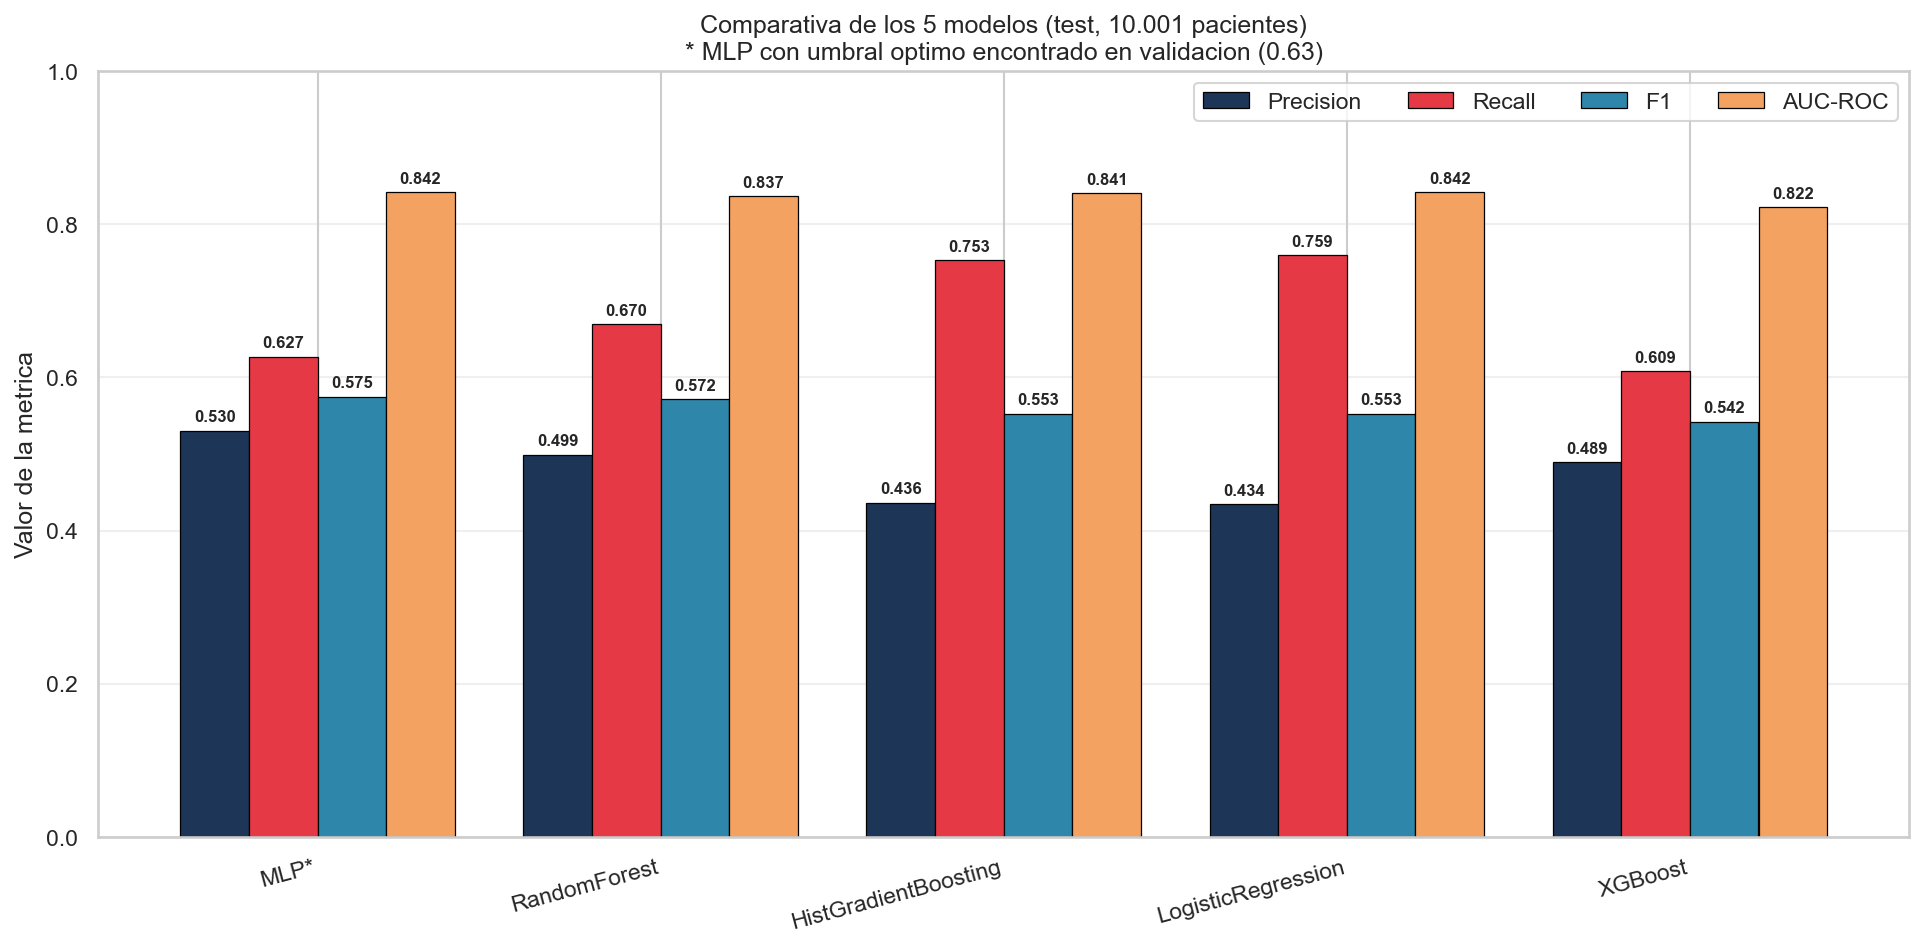 Comparativa de los 5 modelos (test, 10.001 pacientes)
* MLP con umbral optimo encontrado en validacion (0.63)
Precision
Recall
F1
AUC-ROC
Valor de la metrica
1.0
0.8
0.6
0.4
0.2
0.0
0.530
0.627
0.575
0.842
0.499
0.670
0.572
0.837
0.436
0.753
0.553
0.841
0.434
0.759
0.553
0.842
0.489
0.609
0.542
0.822
MLP*
RandomForest
HistGradientBoosting
LogisticRegression
XGBoost